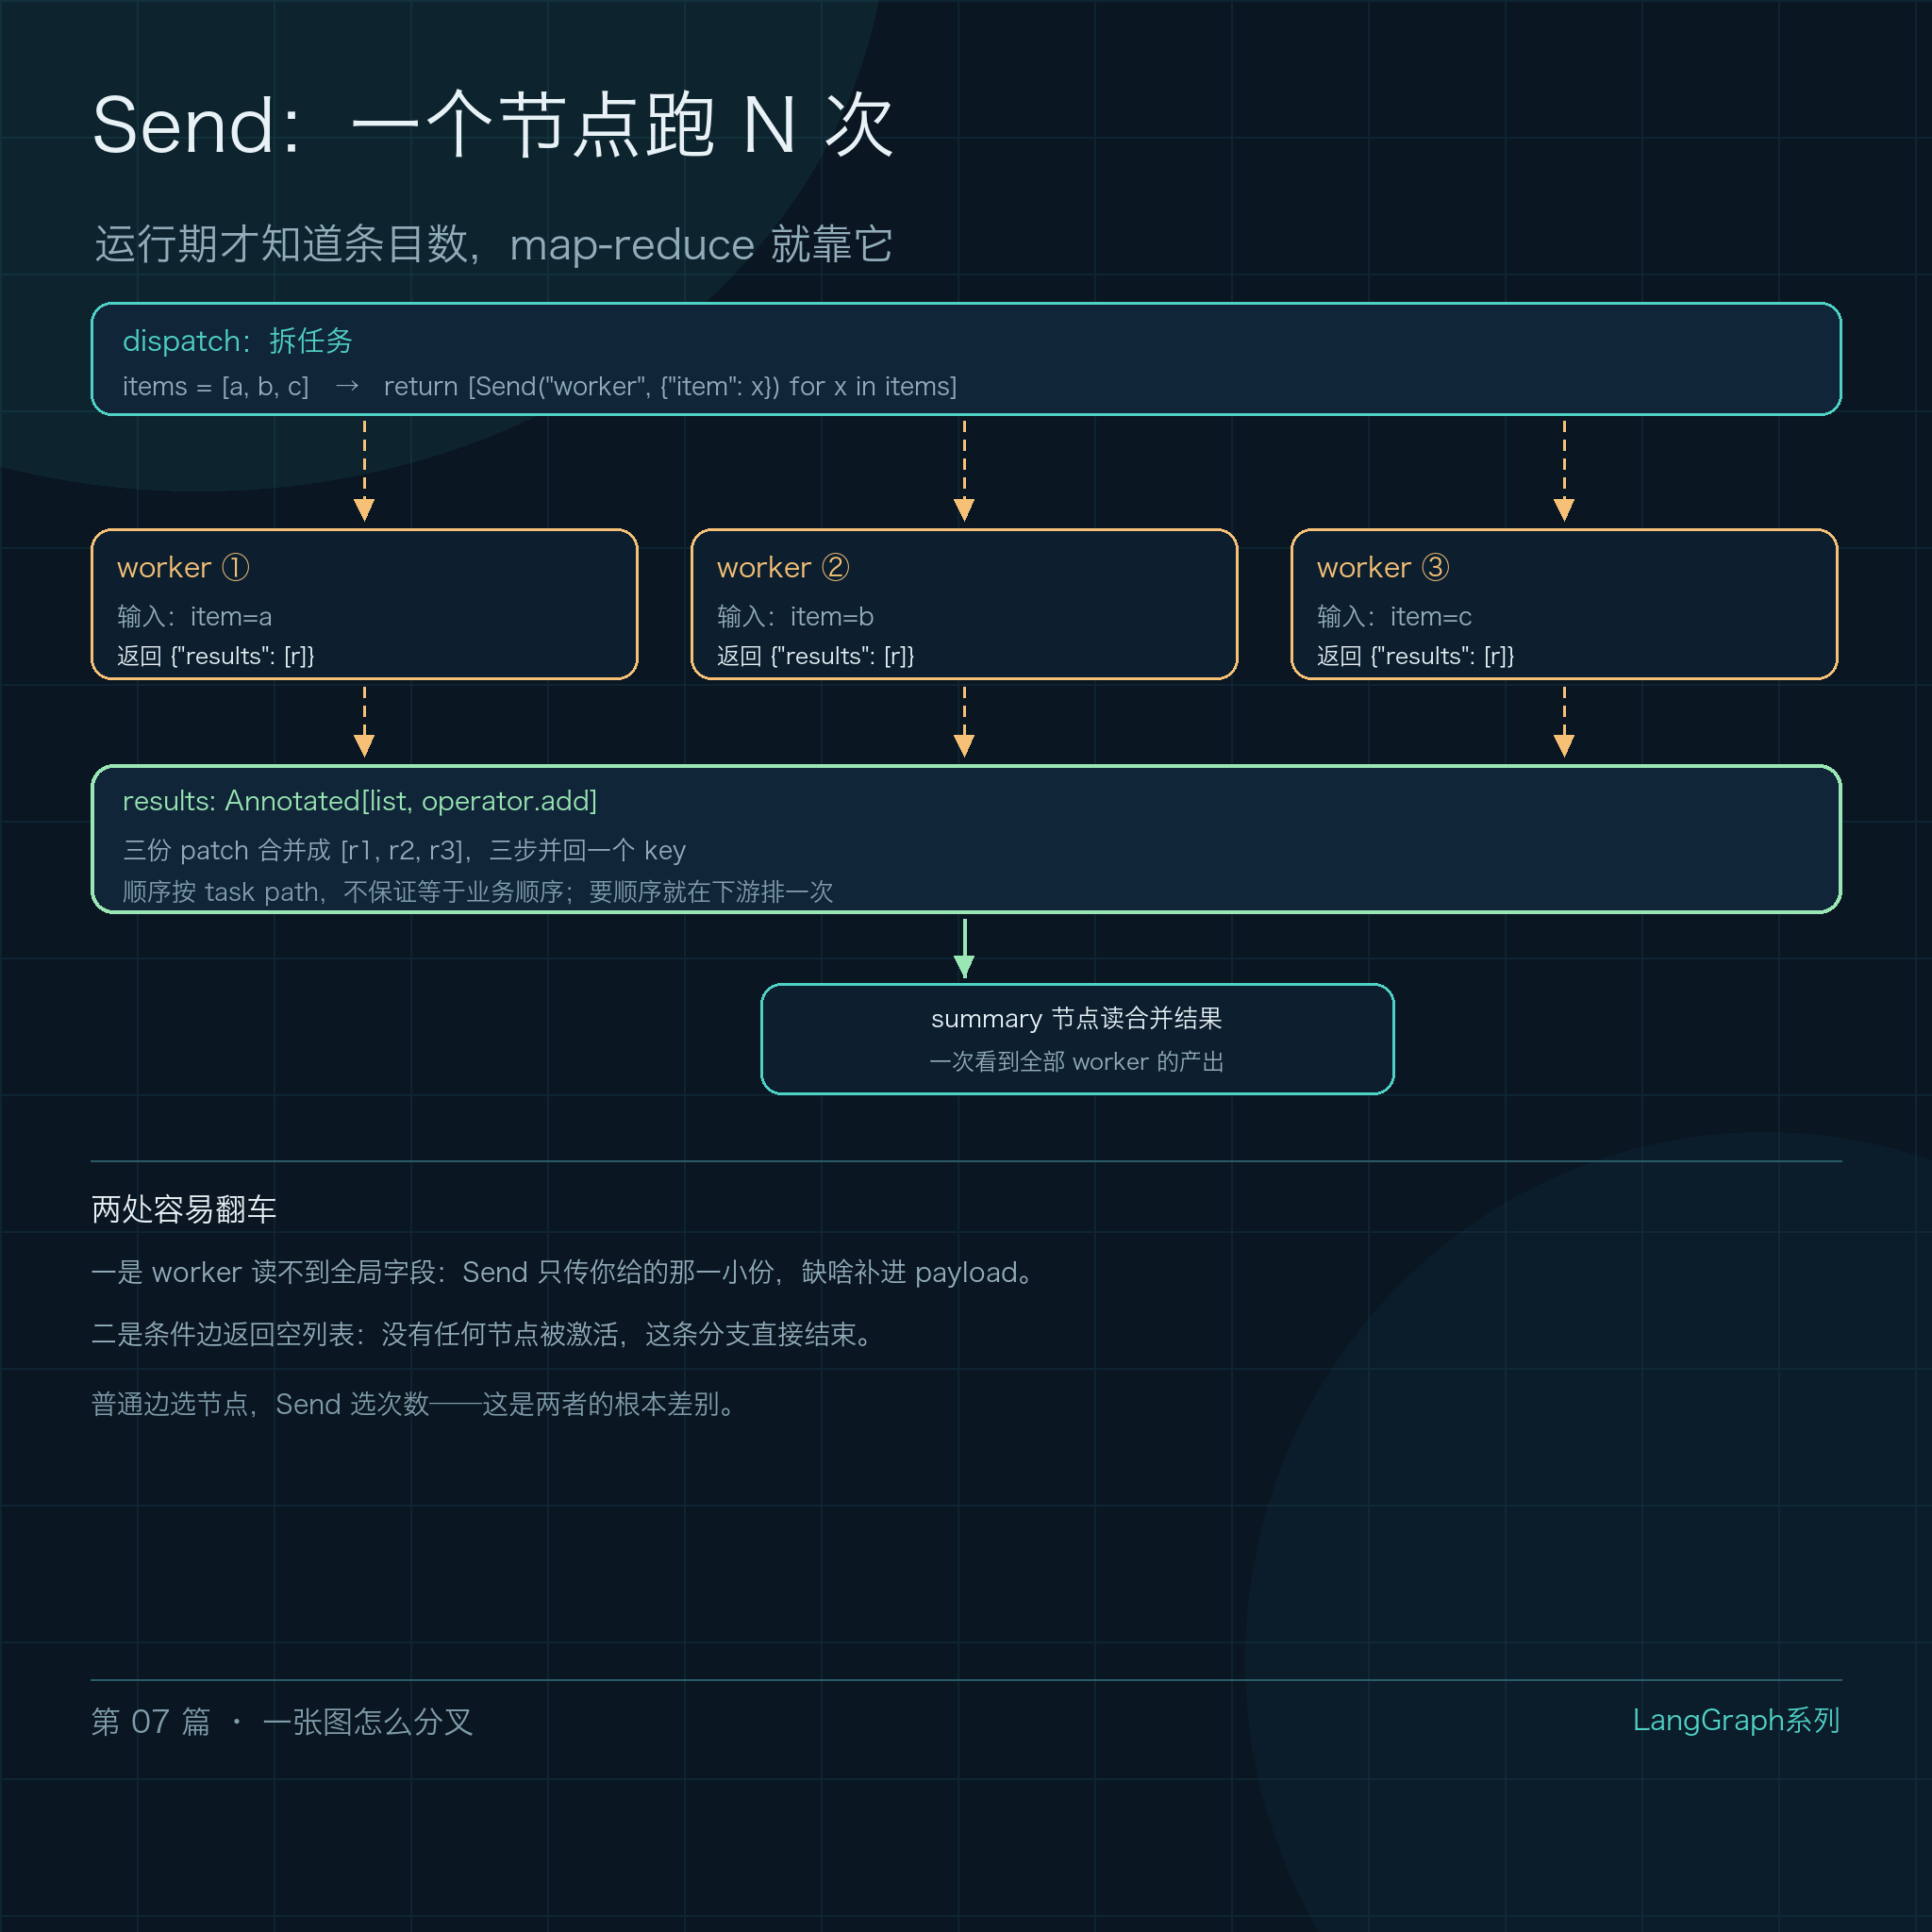 Send：一个节点跑 N 次
运行期才知道条目数，map-reduce 就靠它
dispatch：拆任务
items = [a, b, c]　→　return [Send("worker", {"item": x}) for x in items]
worker ①
输入：item=a
返回 {"results": [r]}
worker ②
输入：item=b
返回 {"results": [r]}
worker ③
输入：item=c
返回 {"results": [r]}
results: Annotated[list, operator.add]
三份 patch 合并成 [r1, r2, r3]，三步并回一个 key
顺序按 task path，不保证等于业务顺序；要顺序就在下游排一次
summary 节点读合并结果
一次看到全部 worker 的产出
两处容易翻车
一是 worker 读不到全局字段：Send 只传你给的那一小份，缺啥补进 payload。
二是条件边返回空列表：没有任何节点被激活，这条分支直接结束。
普通边选节点，Send 选次数——这是两者的根本差别。
第 07 篇 · 一张图怎么分叉
LangGraph系列